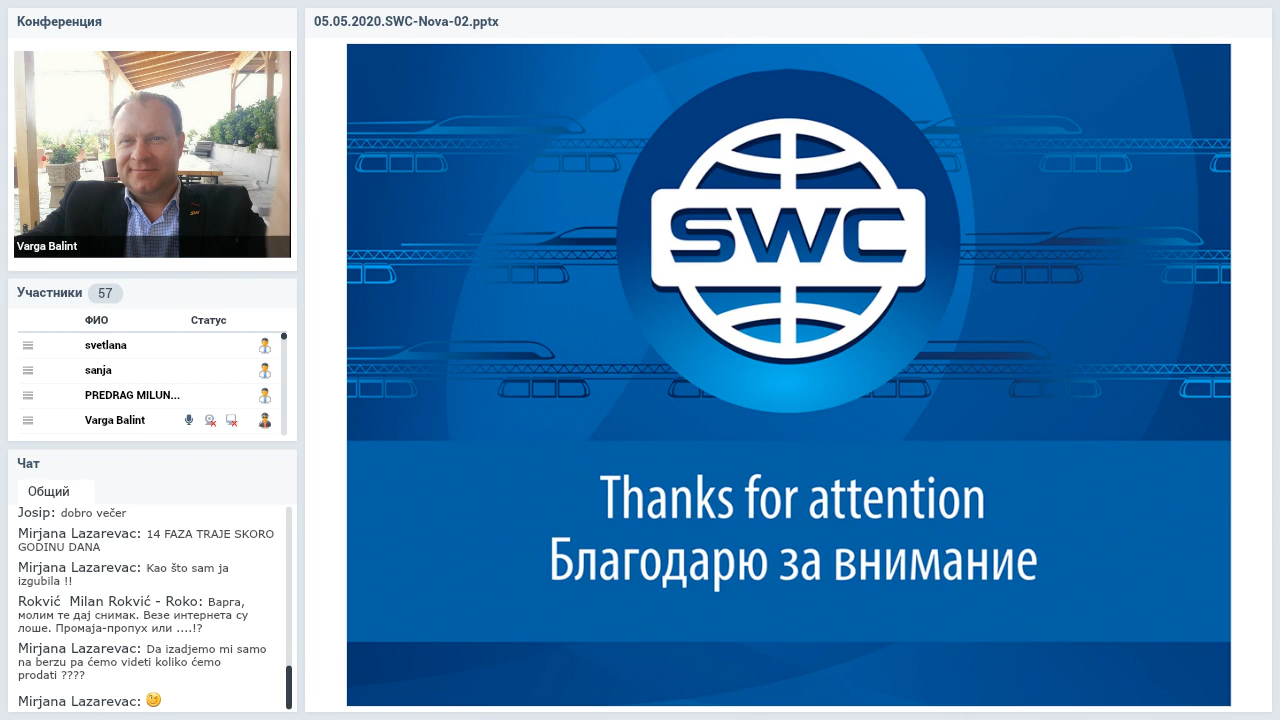 Конференция
Varga Balint
Участники 57
ФИО Статус
svetlana
sanja
PREDRAG MILUN...
Varga Balint
Чат
Общий
Josip: dobro večer
Mirjana Lazarevac: 14 FAZA TRAJE SKORO
GODINU DANA
Mirjana Lazarevac: Kao što sam ja
izgubila !!
Rokvić  Milan Rokvić - Roko: Варга,
молим те дај снимак. Везе интернета су
лоше. Промаја-пропух или ....!?
Mirjana Lazarevac: Da izadjemo mi samo
na berzu pa ćemo videti koliko ćemo
prodati ????
Mirjana Lazarevac:
05.05.2020.SWC-Nova-02.pptx
SWC
Thanks for attention
Благодарю за внимание